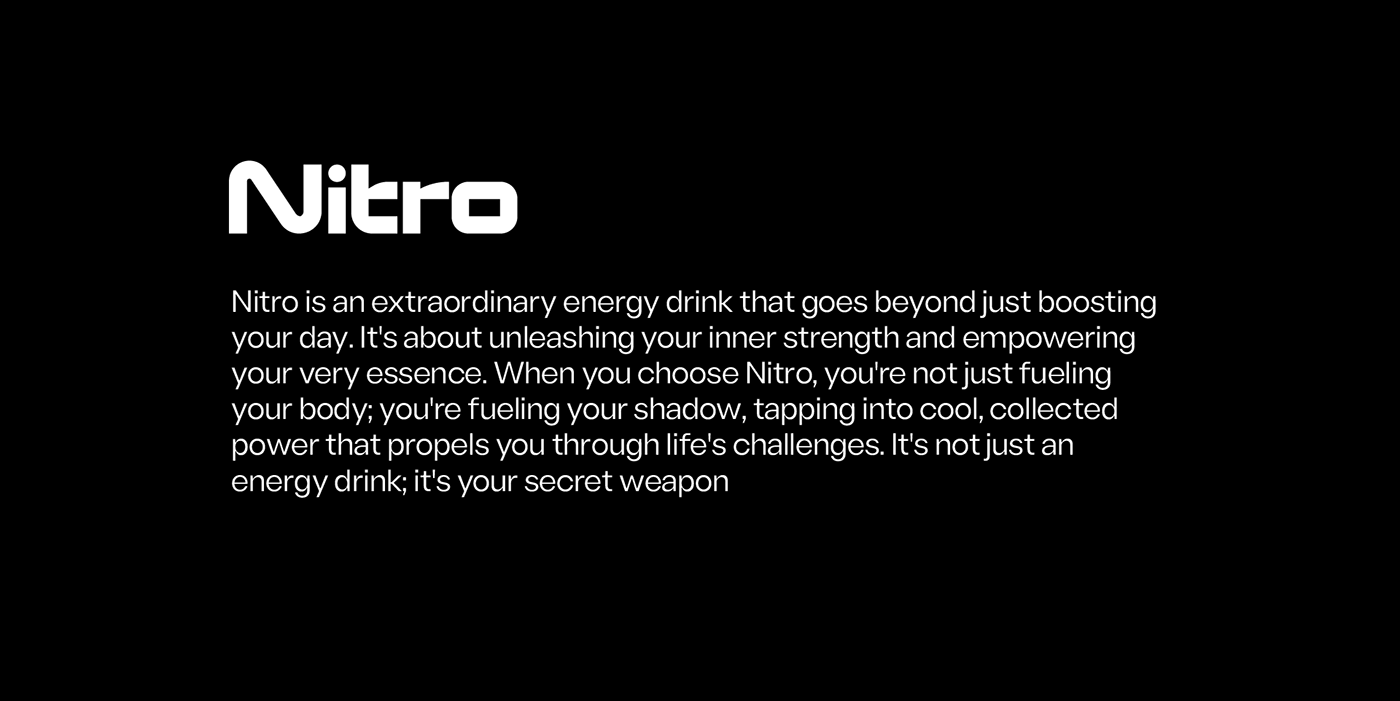 Nitro
Nitro is an extraordinary energy drink that goes beyond just boosting
your day. It's about unleashing your inner strength and empowering
your very essence. When you choose Nitro, you're not just fueling
your body; you're fueling your shadow, tapping into cool, collected
power that propels you through life's challenges. It's not just an
energy drink; it's your secret weapon